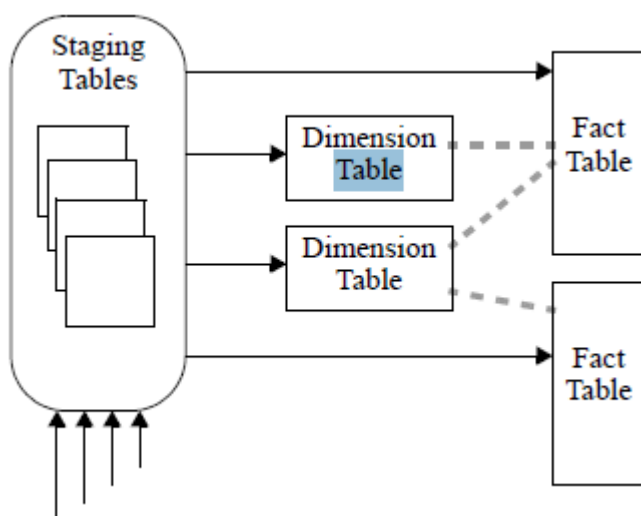 Staging
Tables
Dimension
Table
Fact
Table
Dimension
Table
Fact
Table